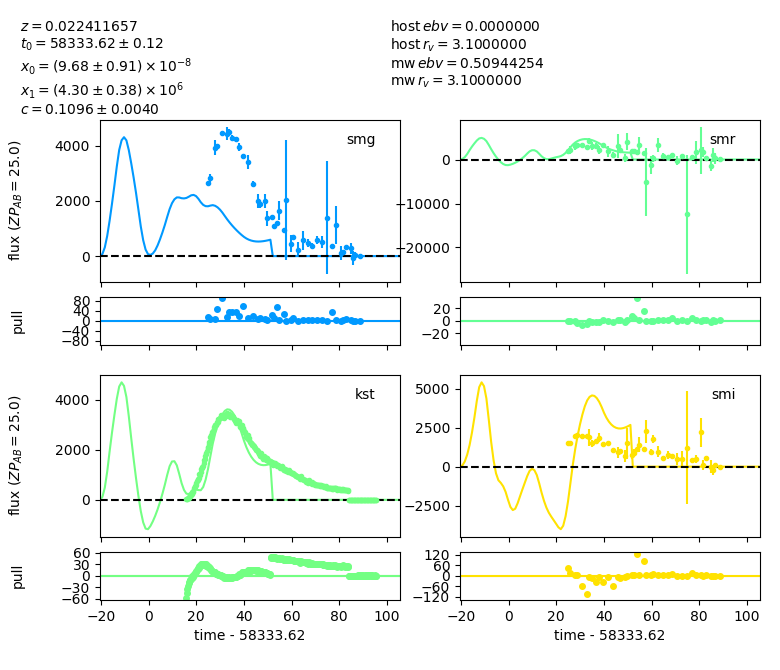 z = 0.022411657
t₀ = 58333.62 ± 0.12
x₀ = (9.68 ± 0.91) × 10⁻⁸
x₁ = (4.30 ± 0.38) × 10⁶
c = 0.1096 ± 0.0040
host ebv = 0.0000000
host r_v = 3.1000000
mw ebv = 0.50944254
mw r_v = 3.1000000
flux (ZP_AB = 25.0)
4000
2000
0
smg
0
−10000
−20000
smr
pull
80
40
0
−40
−80
20
0
−20
flux (ZP_AB = 25.0)
4000
2000
0
kst
5000
2500
0
−2500
smi
pull
60
30
0
−30
−60
−20 0 20 40 60 80 100
time - 58333.62
120
60
0
−60
−120
−20 0 20 40 60 80 100
time - 58333.62